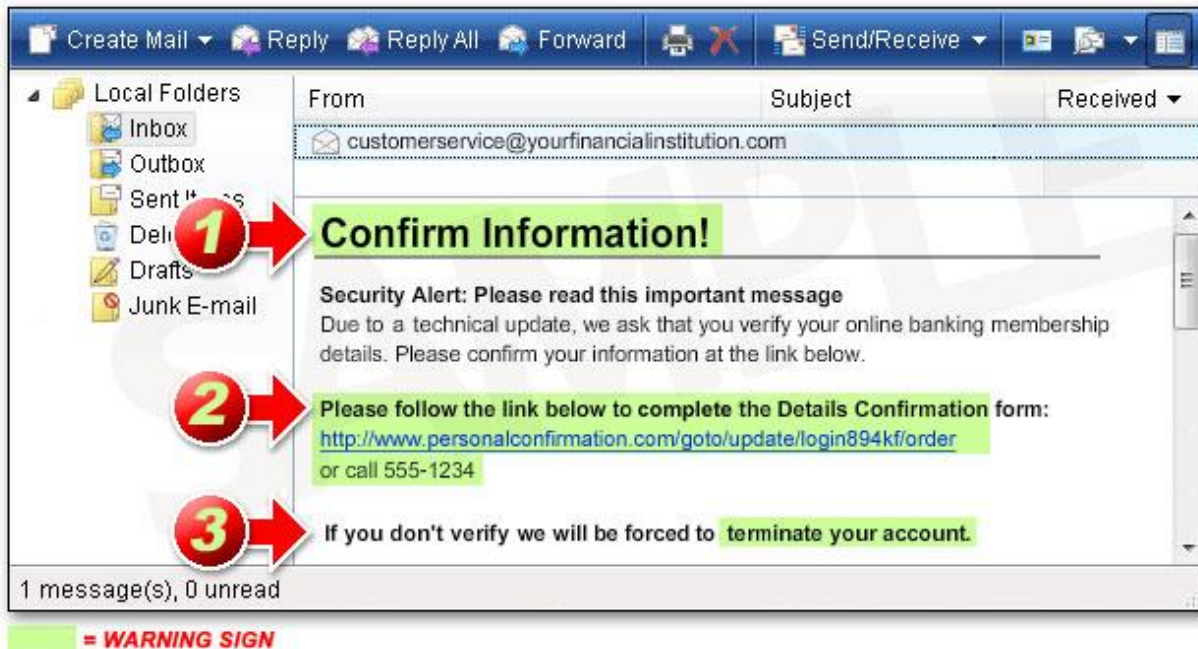 Create Mail Reply Reply All Forward Send/Receive
Local Folders
Inbox
Outbox
Sent
Drafts
Junk E-mail
From Subject Received
customerservice@yourfinancialinstitution.com
SAMPLE
1
Confirm Information!
Security Alert: Please read this important message
Due to a technical update, we ask that you verify your online banking membership
details. Please confirm your information at the link below.
2
Please follow the link below to complete the Details Confirmation form:
http://www.personalconfirmation.com/goto/update/login894kf/order
or call 555-1234
3
If you don't verify we will be forced to terminate your account.
1 message(s), 0 unread
= WARNING SIGN